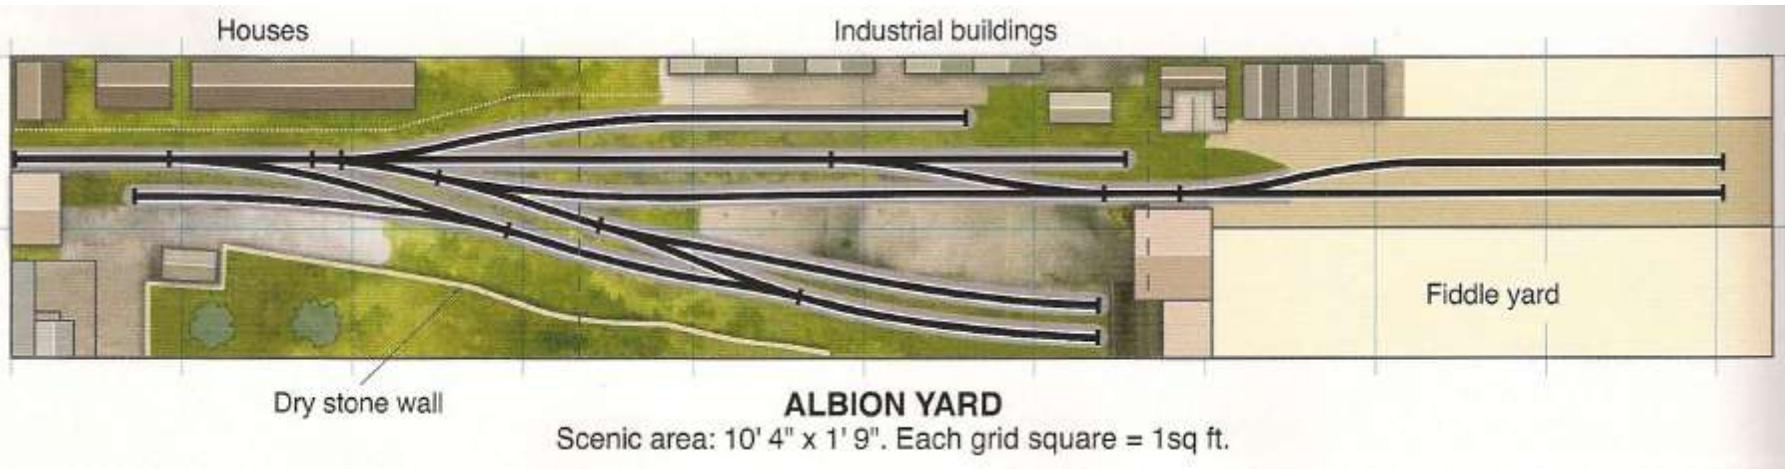 Houses
Industrial buildings
Fiddle yard
Dry stone wall
ALBION YARD
Scenic area: 10' 4" x 1' 9". Each grid square = 1sq ft.